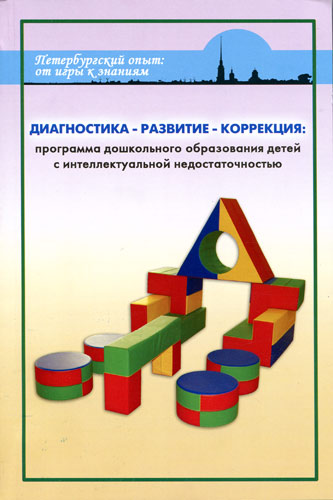 Петербургский опыт:
от игры к знаниям
ДИАГНОСТИКА - РАЗВИТИЕ - КОРРЕКЦИЯ:
программа дошкольного образования детей
с интеллектуальной недостаточностью